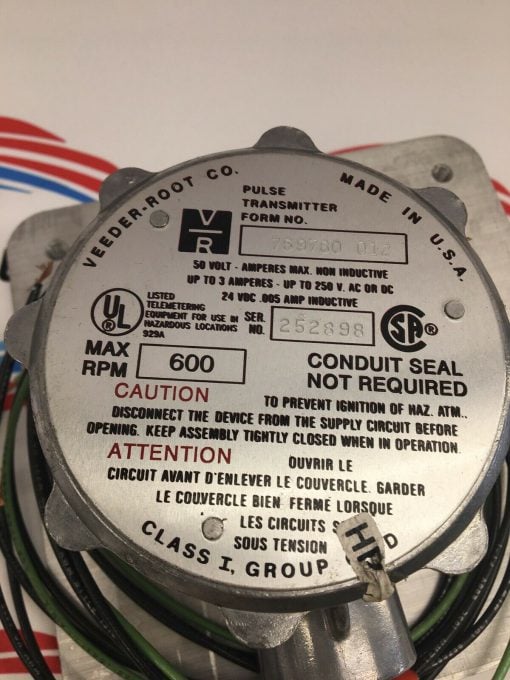 VEEDER-ROOT CO.
MADE IN U.S.A.
V/R
PULSE
TRANSMITTER
FORM NO.
769780 012
50 VOLT - AMPERES MAX. NON INDUCTIVE
UP TO 3 AMPERES - UP TO 250 V. AC OR DC
24 VDC .005 AMP INDUCTIVE
UL ®
LISTED
TELEMETERING
EQUIPMENT FOR USE IN
HAZARDOUS LOCATIONS
929A
SER.
NO.
252898
SA ®
MAX
RPM
600
CONDUIT SEAL
NOT REQUIRED
CAUTION
TO PREVENT IGNITION OF HAZ. ATM..
DISCONNECT THE DEVICE FROM THE SUPPLY CIRCUIT BEFORE
OPENING. KEEP ASSEMBLY TIGHTLY CLOSED WHEN IN OPERATION.
ATTENTION
OUVRIR LE
CIRCUIT AVANT D'ENLEVER LE COUVERCLE. GARDER
LE COUVERCLE BIEN FERMÉ LORSQUE
LES CIRCUITS S
SOUS TENSION
CLASS I, GROUP
D